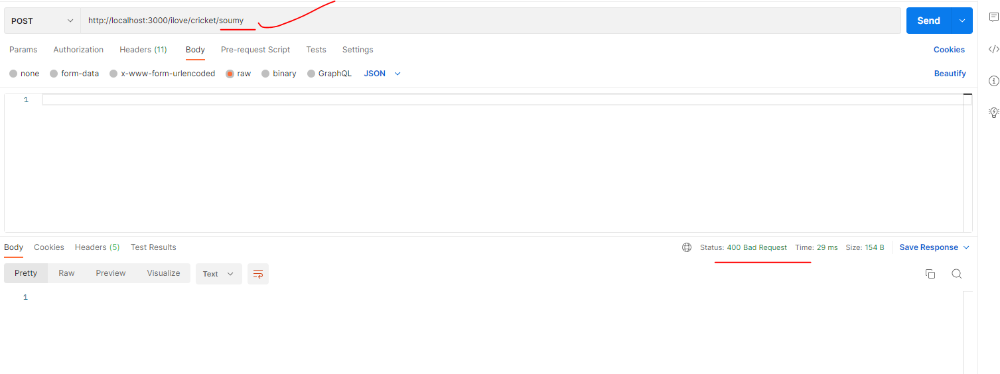 POST http://localhost:3000/ilove/cricket/soumy Send
Params Authorization Headers (11) Body Pre-request Script Tests Settings Cookies
none form-data x-www-form-urlencoded raw binary GraphQL JSON Beautify
1
Body Cookies Headers (5) Test Results Status: 400 Bad Request Time: 29 ms Size: 154 B Save Response
Pretty Raw Preview Visualize Text
1